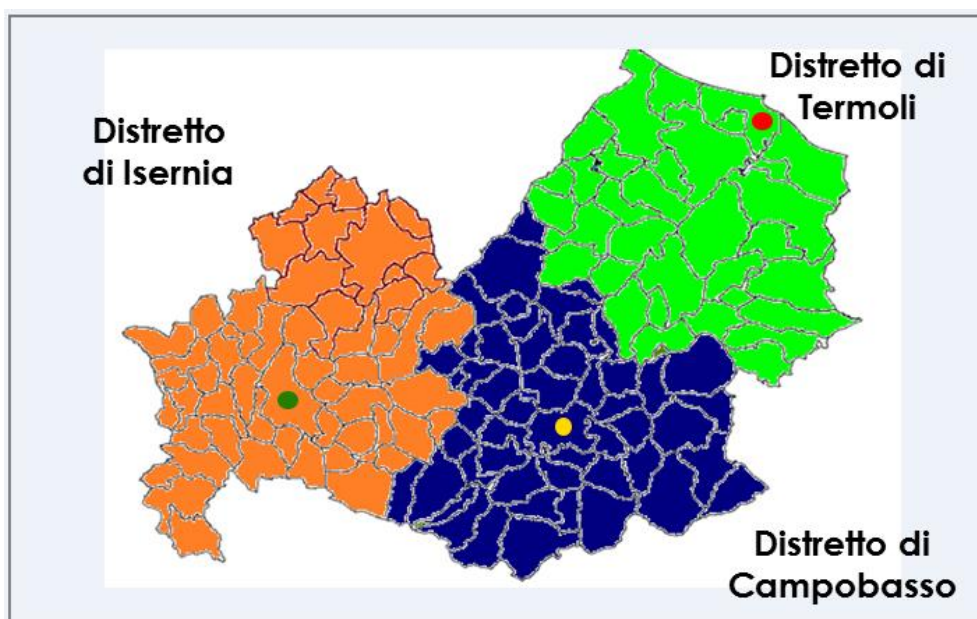 Distretto di
Termoli
Distretto
di Isernia
Distretto di
Campobasso